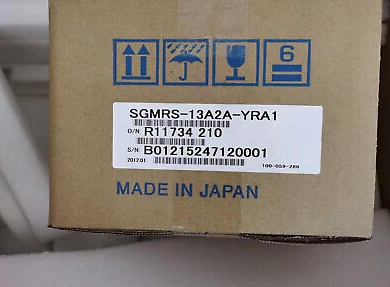 6
SGMRS-13A2A-YRA1
O/N: R11734 210
S/N: B01215247120001
2012.01
100-059-286
MADE IN JAPAN